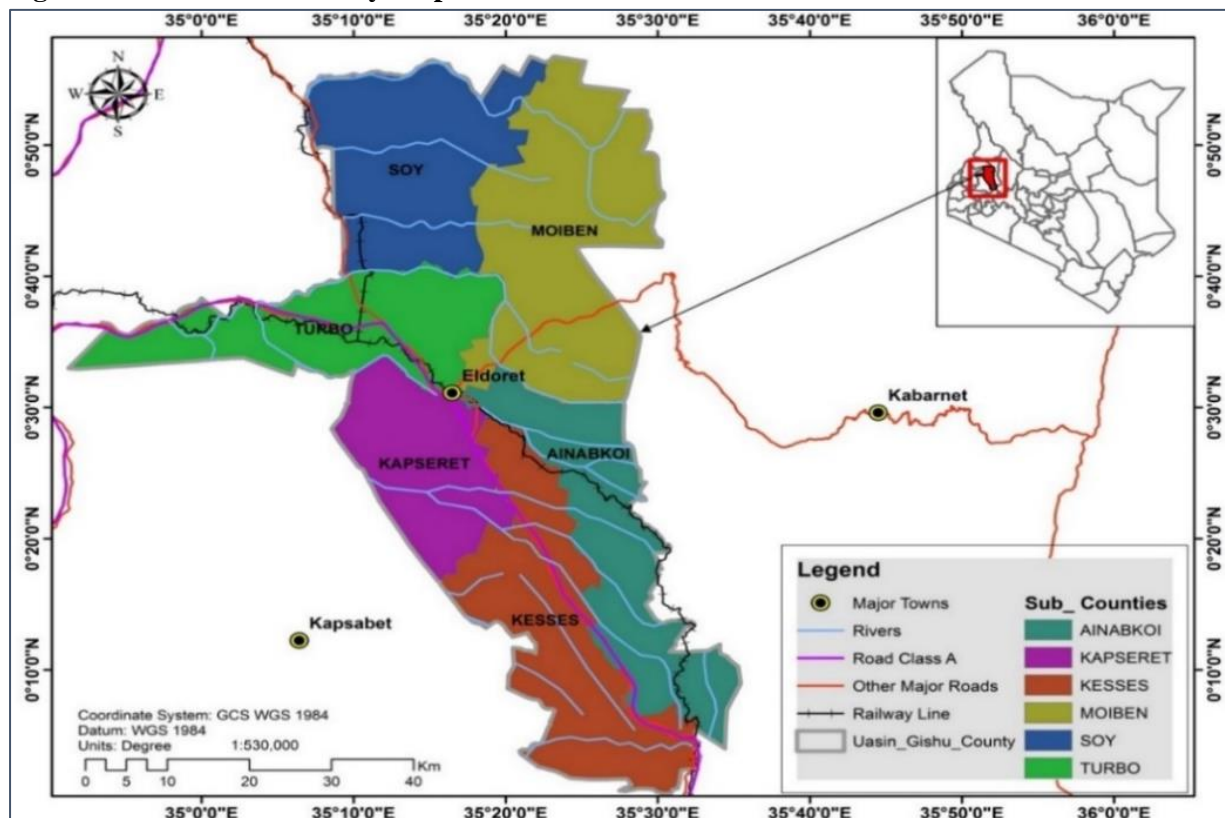 35°0'0"E 35°10'0"E 35°20'0"E 35°30'0"E 35°40'0"E 35°50'0"E 36°0'0"E
N
W E
S
0°50'0"N 0°50'0"N
SOY
MOIBEN
0°40'0"N 0°40'0"N
TURBO
Eldoret
Kabarnet
0°30'0"N 0°30'0"N
AINABKOI
KAPSERET
0°20'0"N 0°20'0"N
KESSES
Kapsabet
0°10'0"N 0°10'0"N
Coordinate System: GCS WGS 1984
Datum: WGS 1984
Units: Degree 1:530,000
Km
0 5 10 20 30 40
Legend
Major Towns
Rivers
Road Class A
Other Major Roads
Railway Line
Uasin_Gishu_County
Sub_ Counties
AINABKOI
KAPSERET
KESSES
MOIBEN
SOY
TURBO
35°0'0"E 35°10'0"E 35°20'0"E 35°30'0"E 35°40'0"E 35°50'0"E 36°0'0"E